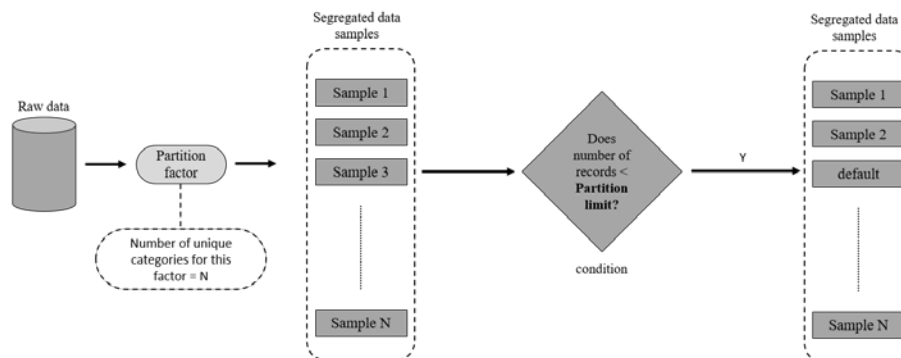 Raw data
Partition
factor
Number of unique
categories for this
factor = N
Segregated data
samples
Sample 1
Sample 2
Sample 3
Sample N
Does
number of
records <
Partition
limit?
condition
Y
Segregated data
samples
Sample 1
Sample 2
default
Sample N